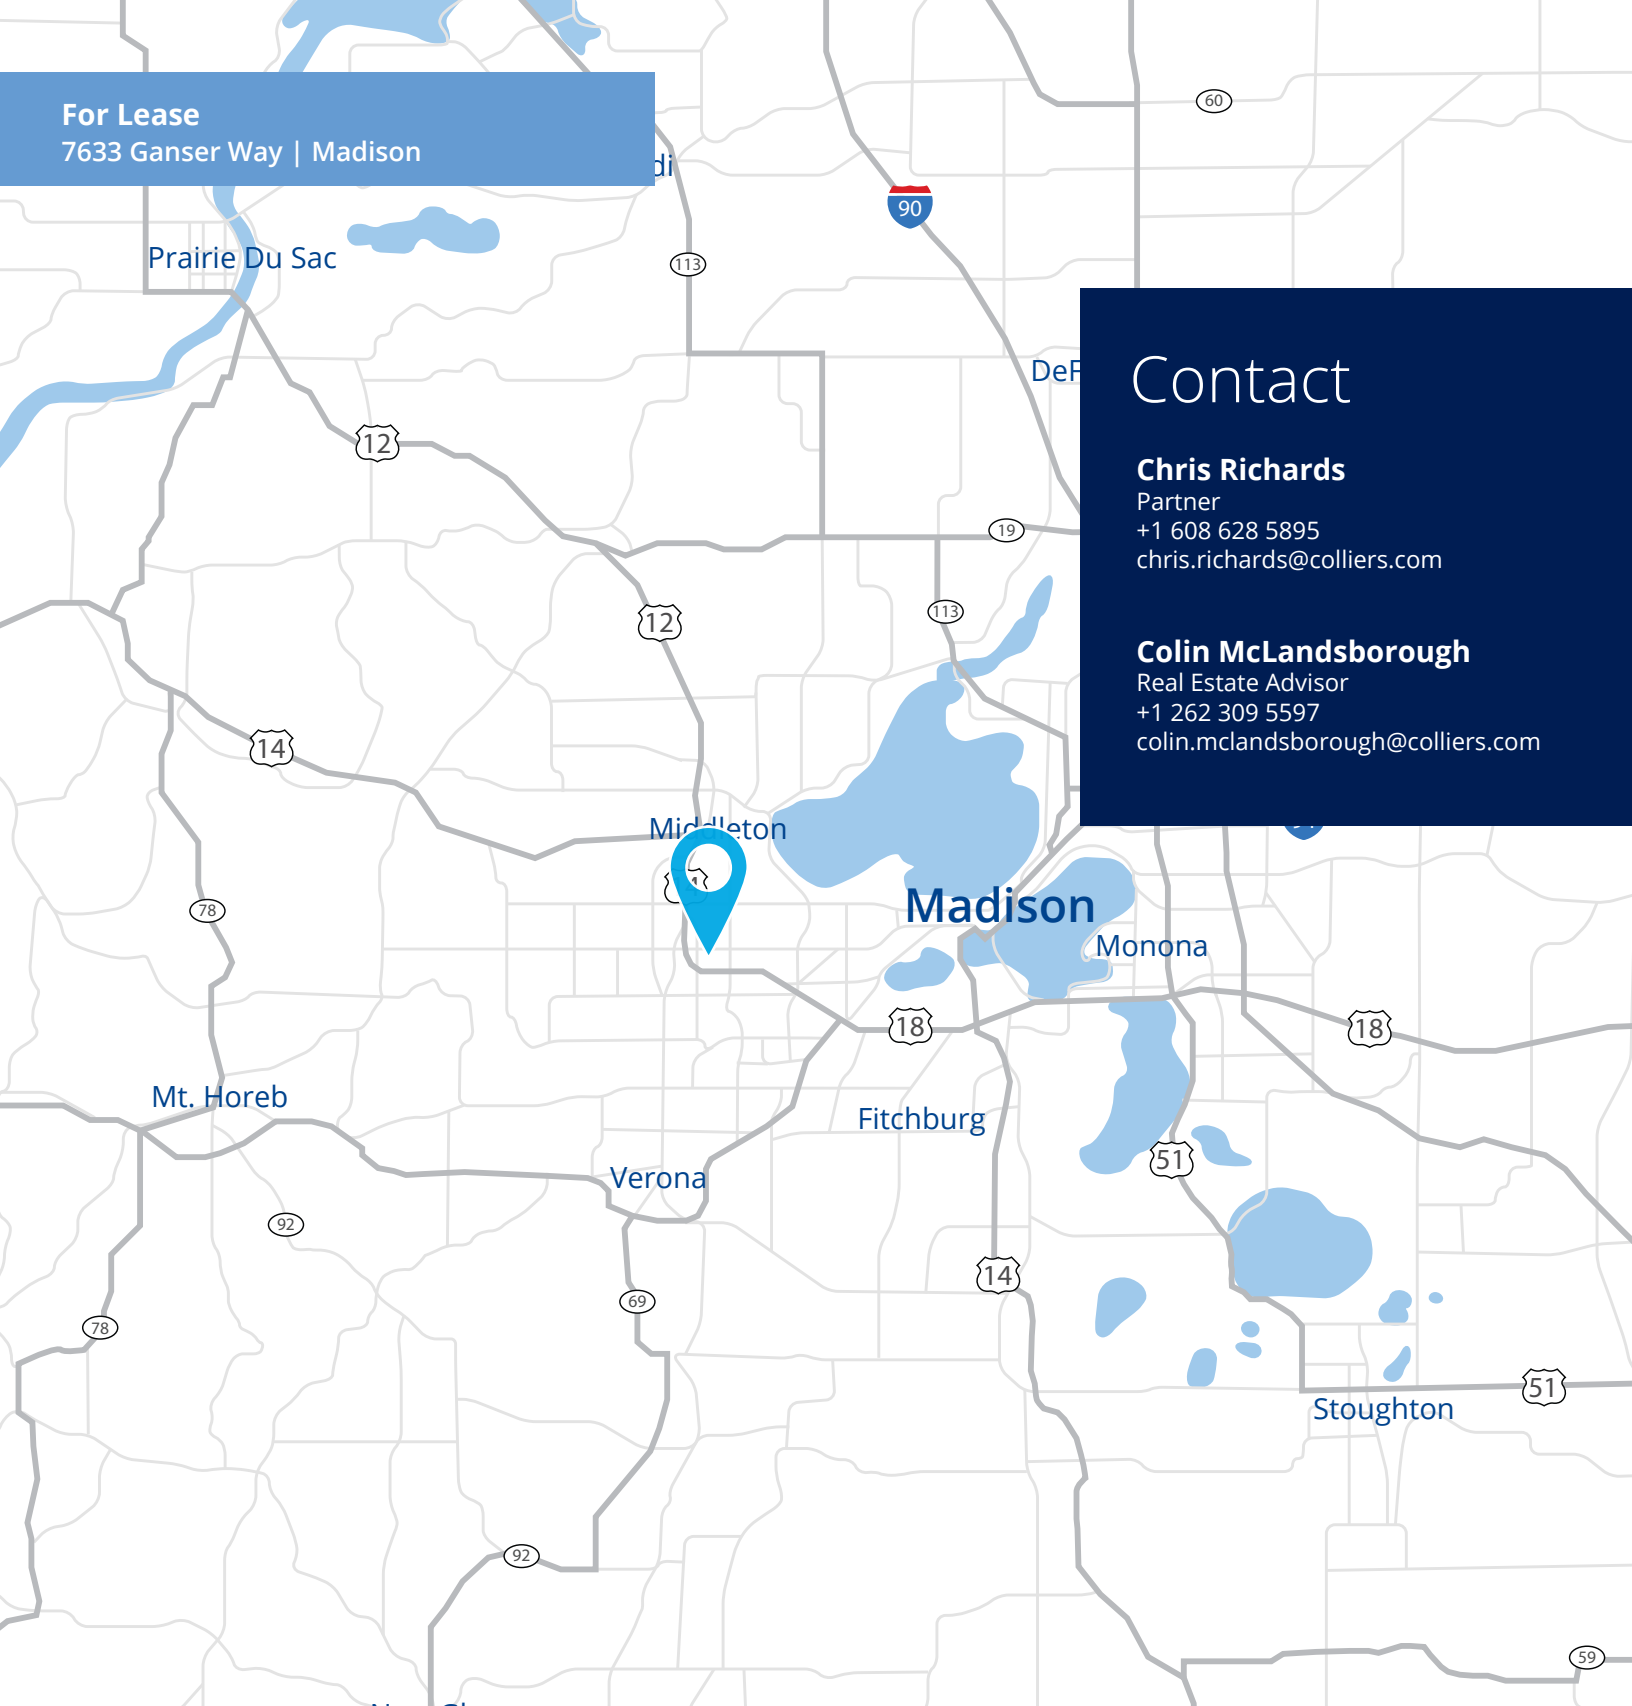 For Lease
7633 Ganser Way | Madison
60
90
Prairie Du Sac
113
Contact
12
Chris Richards
Partner
+1 608 628 5895
chris.richards@colliers.com
19
113
12
Colin McLandsborough
Real Estate Advisor
+1 262 309 5597
colin.mclandsborough@colliers.com
14
Middleton
78
Madison
Monona
18
18
Mt. Horeb
Fitchburg
51
Verona
92
14
69
78
51
Stoughton
92
59